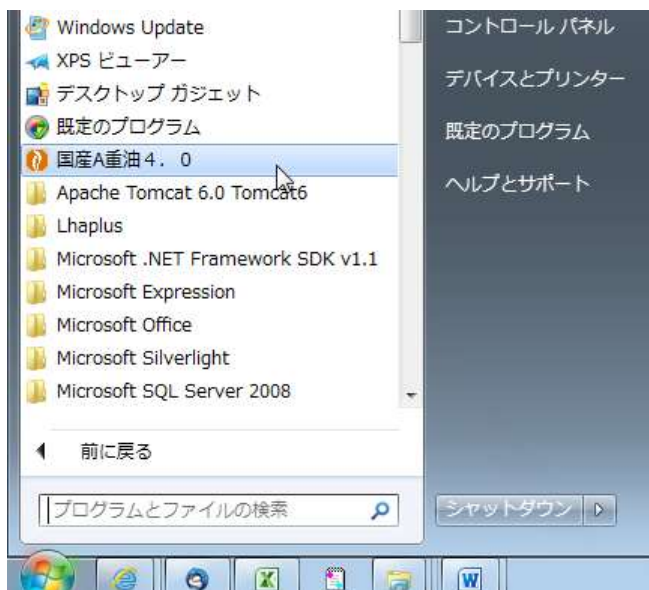 Windows Update
XPS ビューアー
デスクトップ ガジェット
既定のプログラム
国産A重油4．0
Apache Tomcat 6.0 Tomcat6
Lhaplus
Microsoft .NET Framework SDK v1.1
Microsoft Expression
Microsoft Office
Microsoft Silverlight
Microsoft SQL Server 2008
前に戻る
プログラムとファイルの検索
コントロール パネル
デバイスとプリンター
既定のプログラム
ヘルプとサポート
シャットダウン